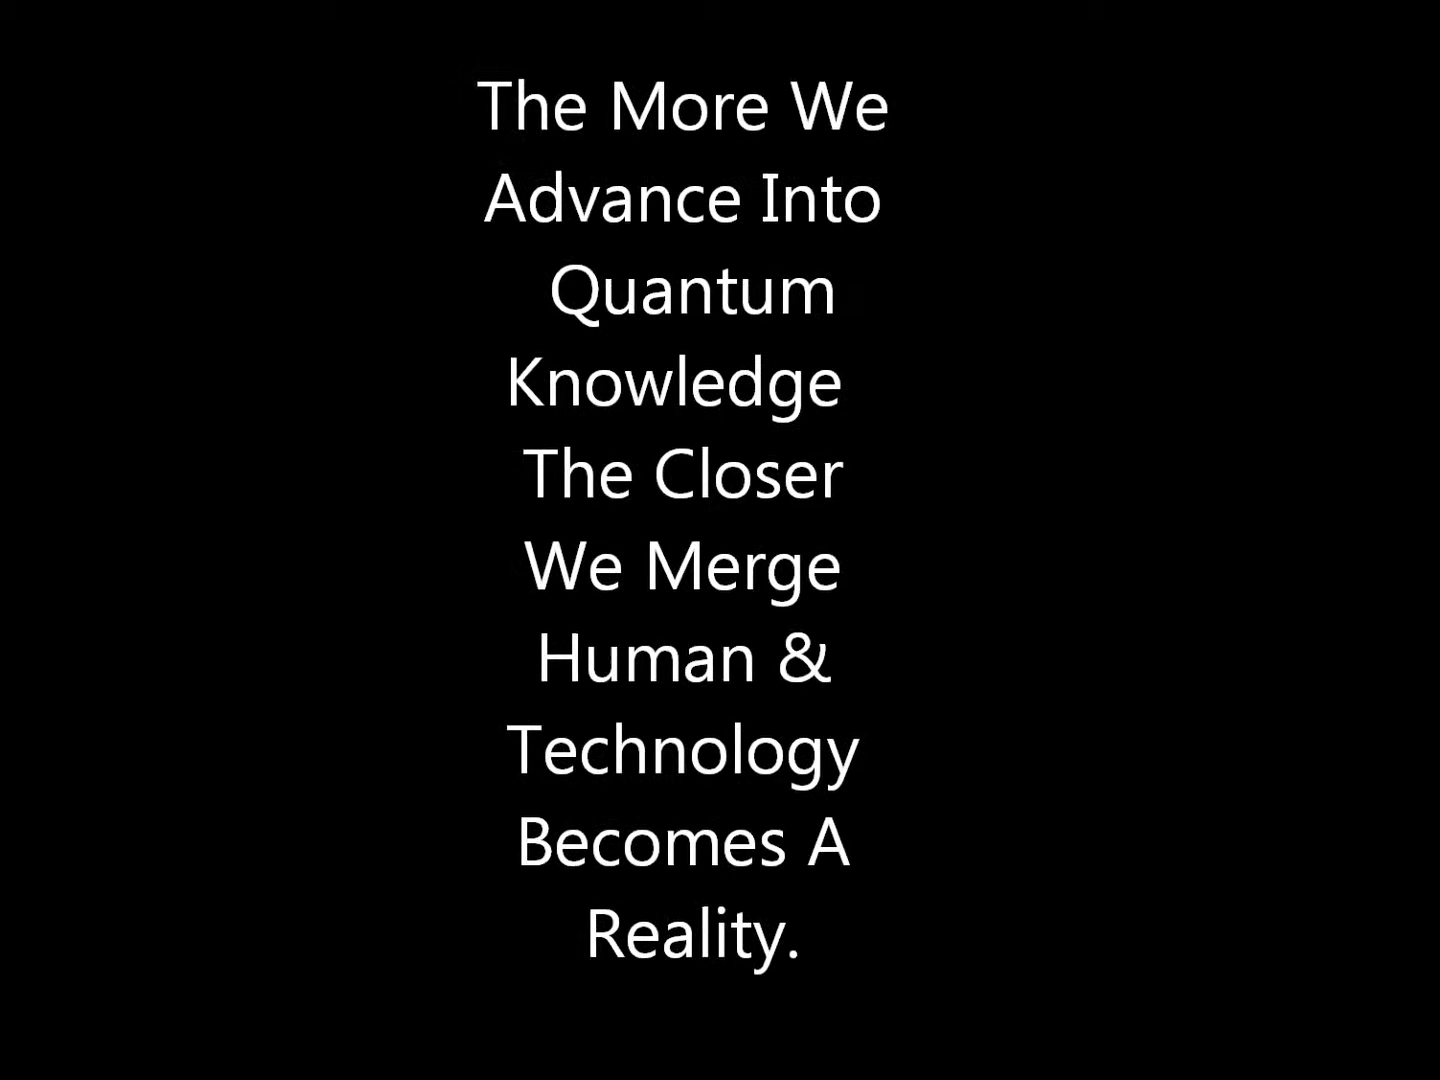 The More We
Advance Into
Quantum
Knowledge
The Closer
We Merge
Human &
Technology
Becomes A
Reality.